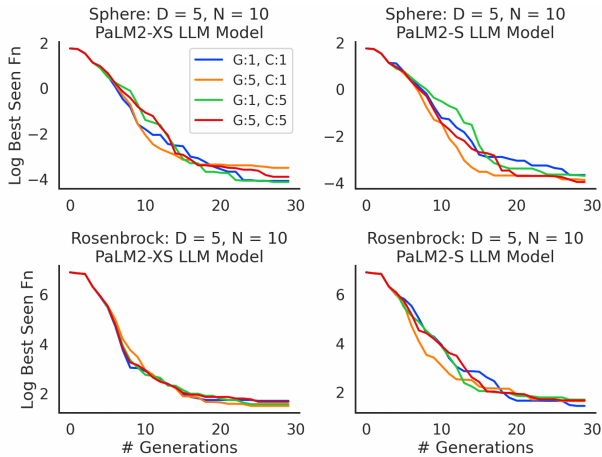 Sphere: D = 5, N = 10
PaLM2-XS LLM Model
Log Best Seen Fn
2
0
−2
−4
0
10
20
30
G:1, C:1
G:5, C:1
G:1, C:5
G:5, C:5
Sphere: D = 5, N = 10
PaLM2-S LLM Model
2
0
−2
−4
0
10
20
30
Rosenbrock: D = 5, N = 10
PaLM2-XS LLM Model
Log Best Seen Fn
6
4
2
0
10
20
30
# Generations
Rosenbrock: D = 5, N = 10
PaLM2-S LLM Model
6
4
2
0
10
20
30
# Generations